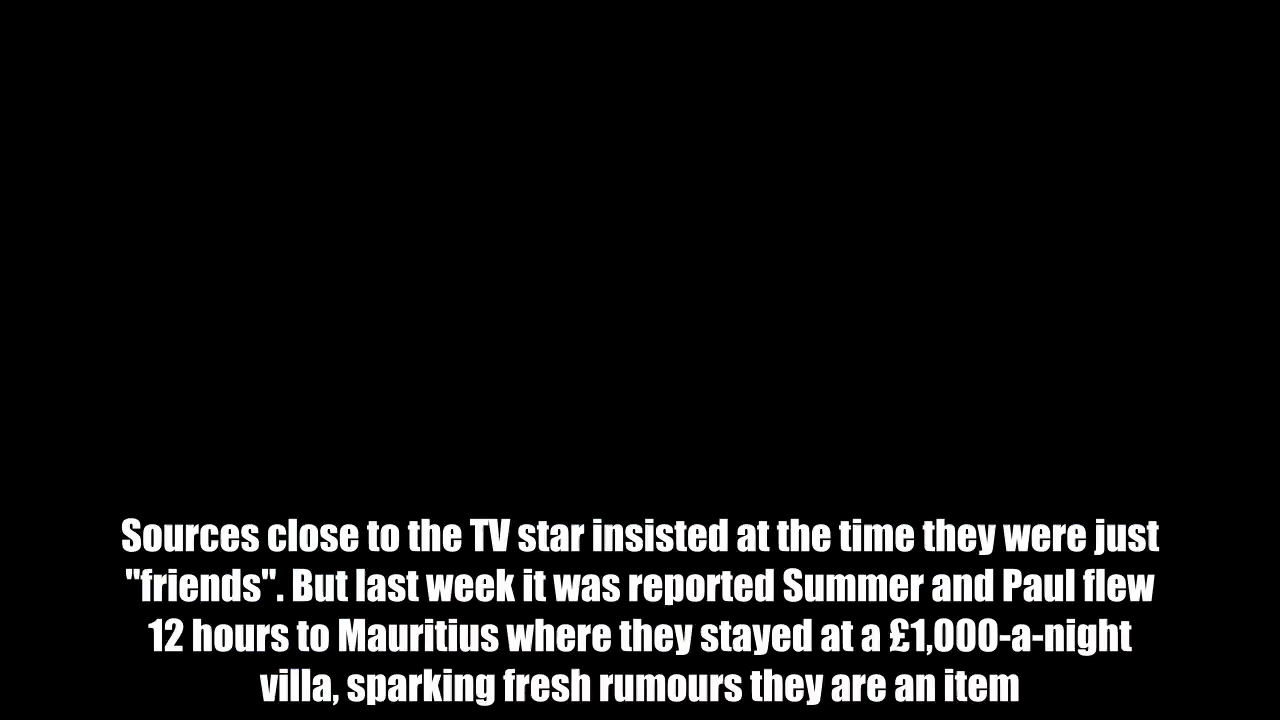 Sources close to the TV star insisted at the time they were just
"friends". But last week it was reported Summer and Paul flew
12 hours to Mauritius where they stayed at a £1,000-a-night
villa, sparking fresh rumours they are an item